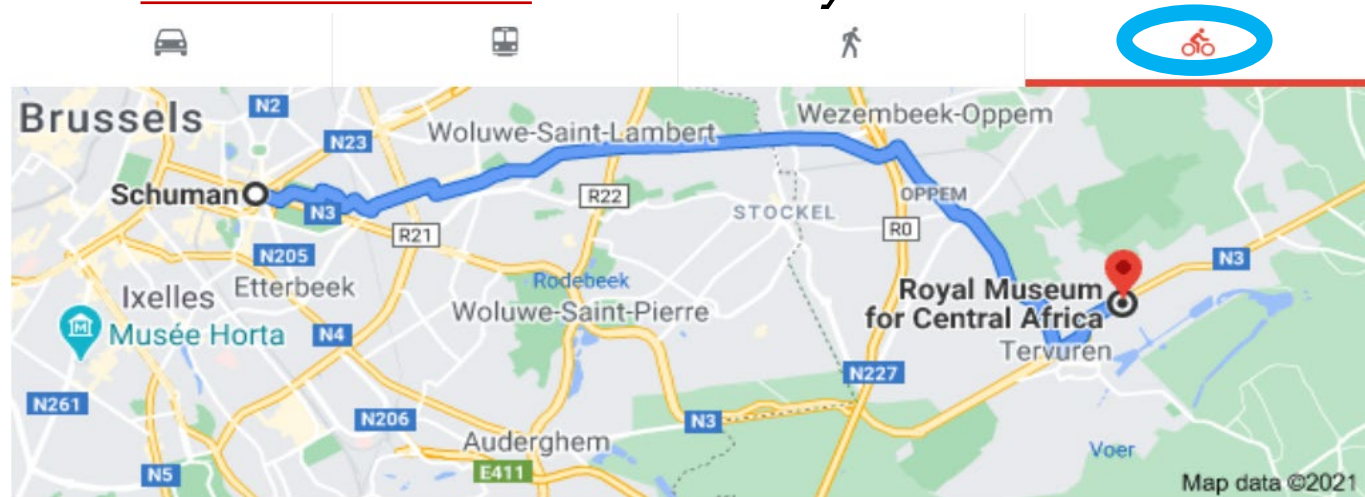 Brussels
N2
N23
Woluwe-Saint-Lambert
Wezembeek-Oppem
Schuman
N3
R22
STOCKEL
OPPEM
R21
R0
N205
N3
Etterbeek
Rodebeek
Ixelles
Woluwe-Saint-Pierre
Royal Museum
for Central Africa
Musée Horta
N4
Tervuren
N227
N261
N206
N3
Auderghem
Voer
N5
E411
Map data ©2021